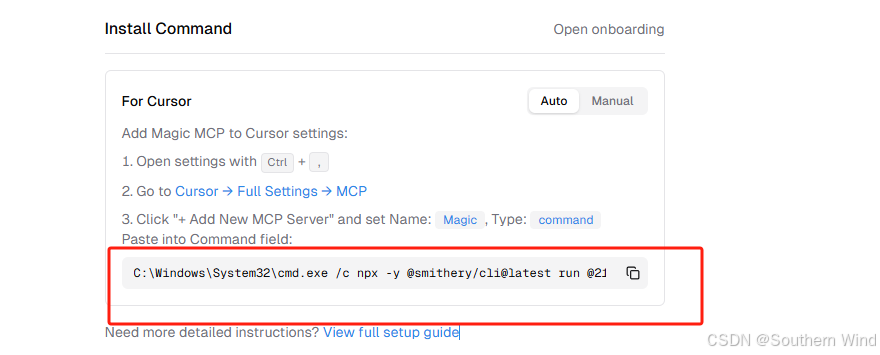 Install Command
Open onboarding
For Cursor
Auto
Manual
Add Magic MCP to Cursor settings:
1. Open settings with Ctrl + ,
2. Go to Cursor → Full Settings → MCP
3. Click "+ Add New MCP Server" and set Name: Magic, Type: command
Paste into Command field:
C:\Windows\System32\cmd.exe /c npx -y @smithery/cli@latest run @21
Need more detailed instructions? View full setup guide
CSDN @Southern Wind